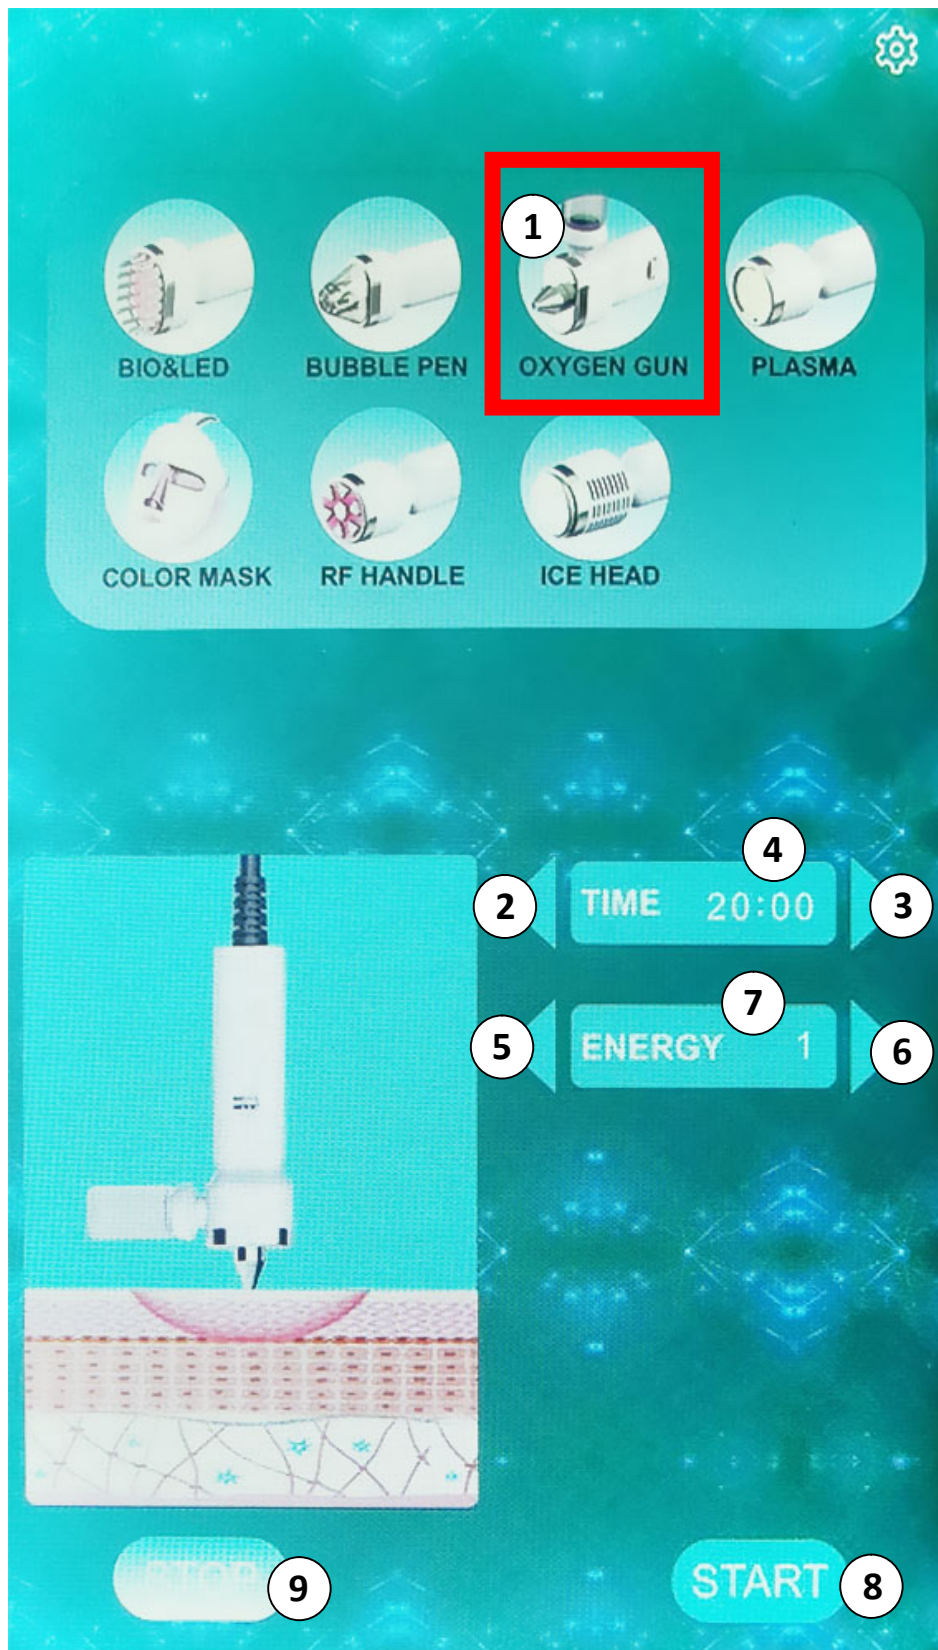 1
BIO&LED
BUBBLE PEN
OXYGEN GUN
PLASMA
COLOR MASK
RF HANDLE
ICE HEAD
4
2
TIME 20:00
3
7
5
ENERGY 1
6
STOP
9
START
8